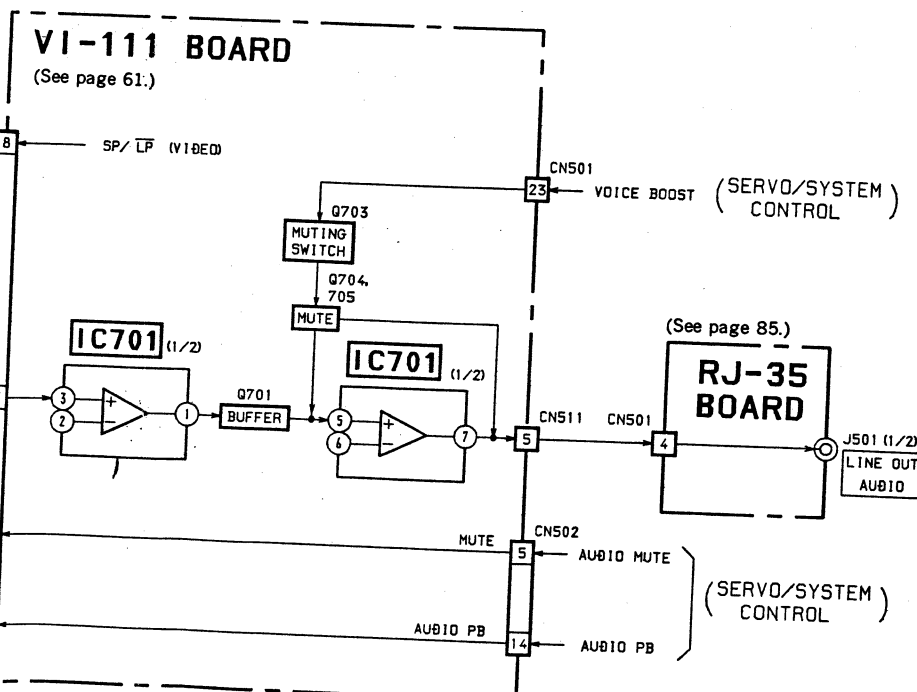 VI-111 BOARD
(See page 61.)
8
SP/ LP (VIDEO)
CN501
23
VOICE BOOST
(SERVO/SYSTEM
CONTROL)
Q703
MUTING
SWITCH
Q704,
705
MUTE
IC701 (1/2)
3
2
+
−
1
Q701
BUFFER
IC701 (1/2)
5
6
+
−
7
CN511
5
(See page 85.)
RJ-35
BOARD
CN501
4
J501 (1/2)
LINE OUT
AUDIO
MUTE
CN502
5
AUDIO MUTE
(SERVO/SYSTEM
CONTROL)
AUDIO PB
14
AUDIO PB